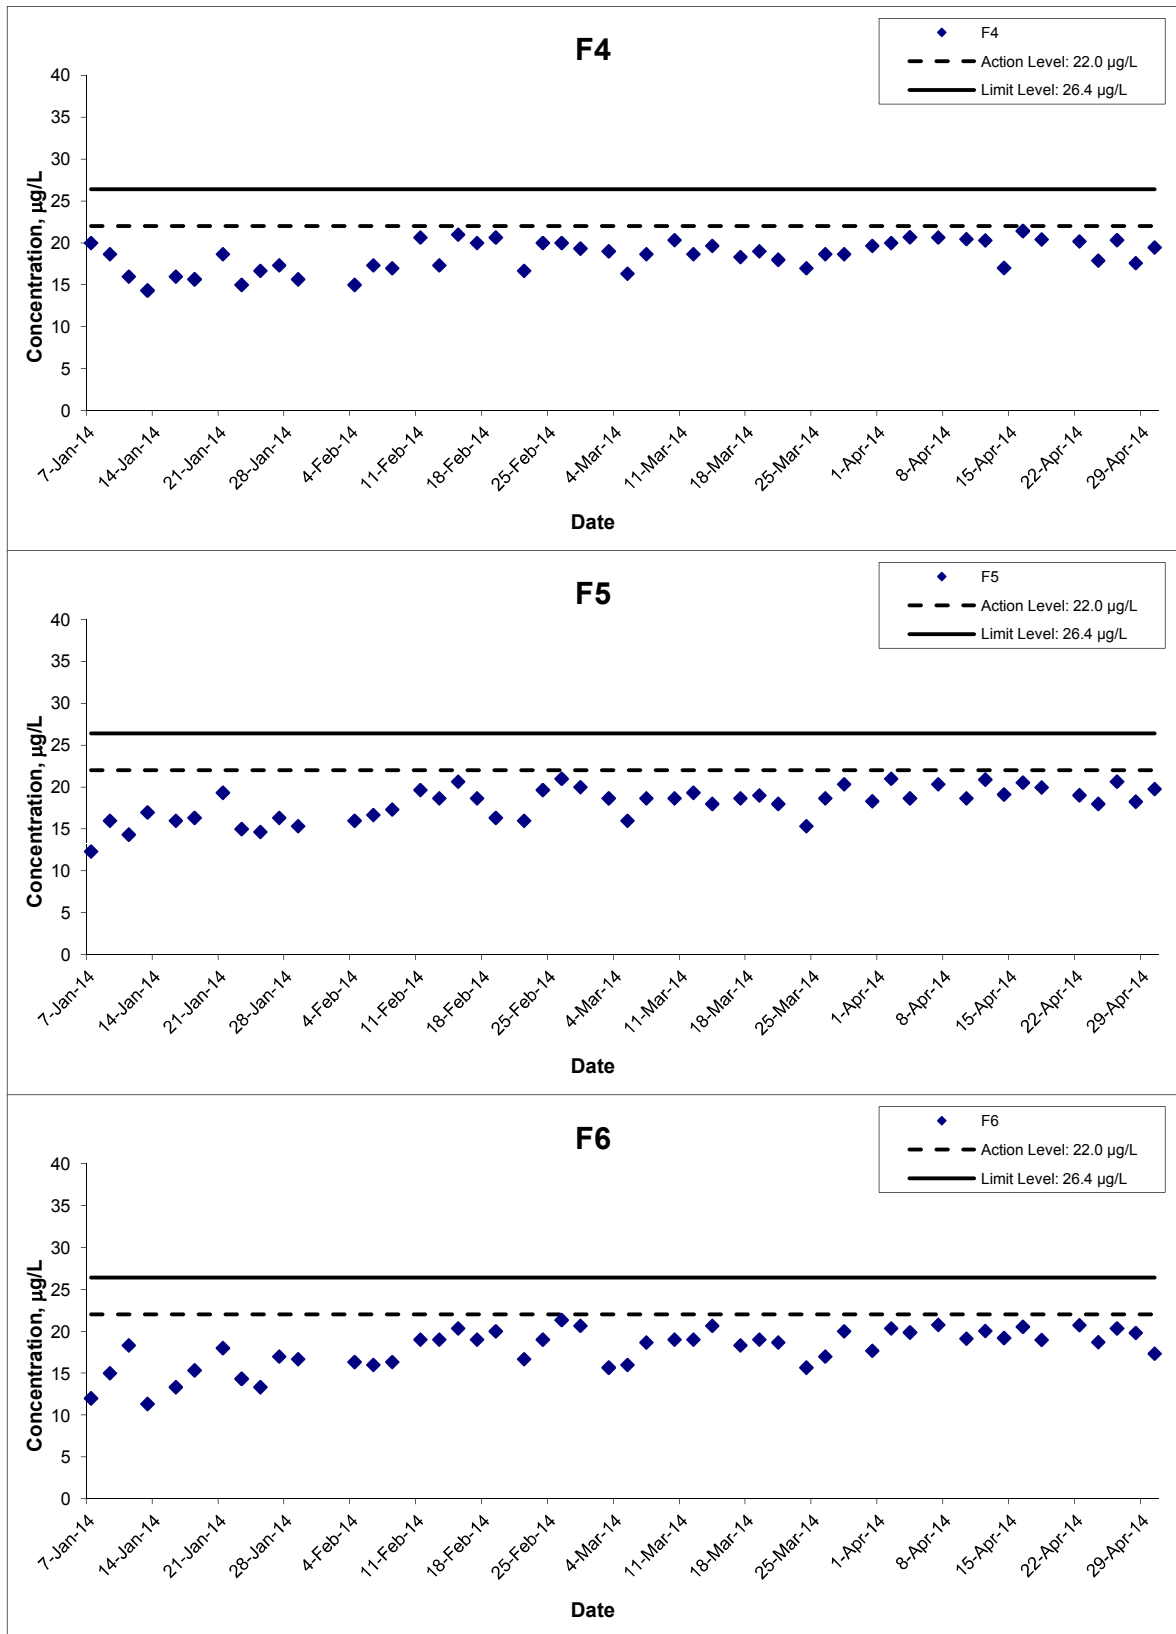 F4
F4
Action Level: 22.0 µg/L
Limit Level: 26.4 µg/L
40
35
30
25
20
15
10
5
0
Concentration, µg/L
7-Jan-14
14-Jan-14
21-Jan-14
28-Jan-14
4-Feb-14
11-Feb-14
18-Feb-14
25-Feb-14
4-Mar-14
11-Mar-14
18-Mar-14
25-Mar-14
1-Apr-14
8-Apr-14
15-Apr-14
22-Apr-14
29-Apr-14
Date
F5
F5
Action Level: 22.0 µg/L
Limit Level: 26.4 µg/L
40
35
30
25
20
15
10
5
0
Concentration, µg/L
7-Jan-14
14-Jan-14
21-Jan-14
28-Jan-14
4-Feb-14
11-Feb-14
18-Feb-14
25-Feb-14
4-Mar-14
11-Mar-14
18-Mar-14
25-Mar-14
1-Apr-14
8-Apr-14
15-Apr-14
22-Apr-14
29-Apr-14
Date
F6
F6
Action Level: 22.0 µg/L
Limit Level: 26.4 µg/L
40
35
30
25
20
15
10
5
0
Concentration, µg/L
7-Jan-14
14-Jan-14
21-Jan-14
28-Jan-14
4-Feb-14
11-Feb-14
18-Feb-14
25-Feb-14
4-Mar-14
11-Mar-14
18-Mar-14
25-Mar-14
1-Apr-14
8-Apr-14
15-Apr-14
22-Apr-14
29-Apr-14
Date